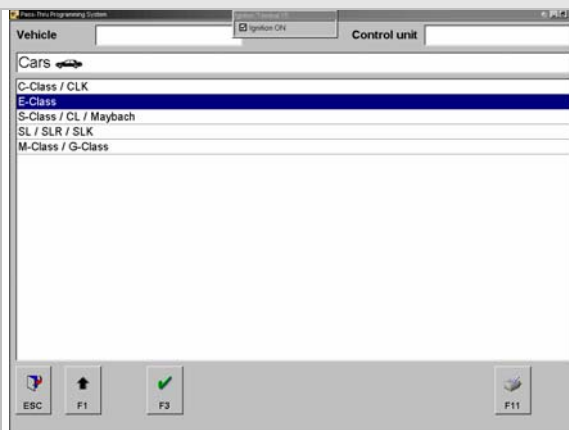 Pass-Thru Programming System
Ignition ON
Vehicle
Control unit
Cars
C-Class / CLK
E-Class
S-Class / CL / Maybach
SL / SLR / SLK
M-Class / G-Class
ESC
F1
F3
F11